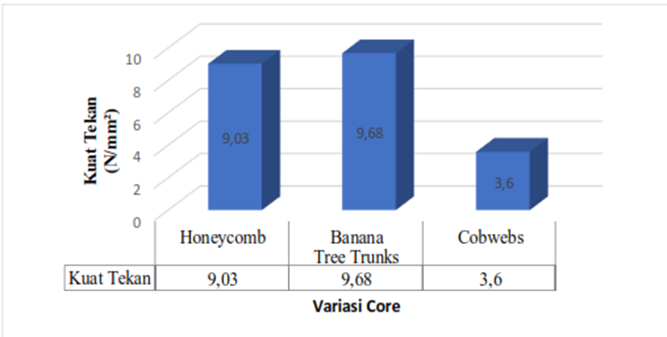 Kuat Tekan
(N/mm²)
10
8
6
4
2
0
9,03
9,68
3,6
Honeycomb
Banana
Tree Trunks
Cobwebs
Kuat Tekan 9,03 9,68 3,6
Variasi Core